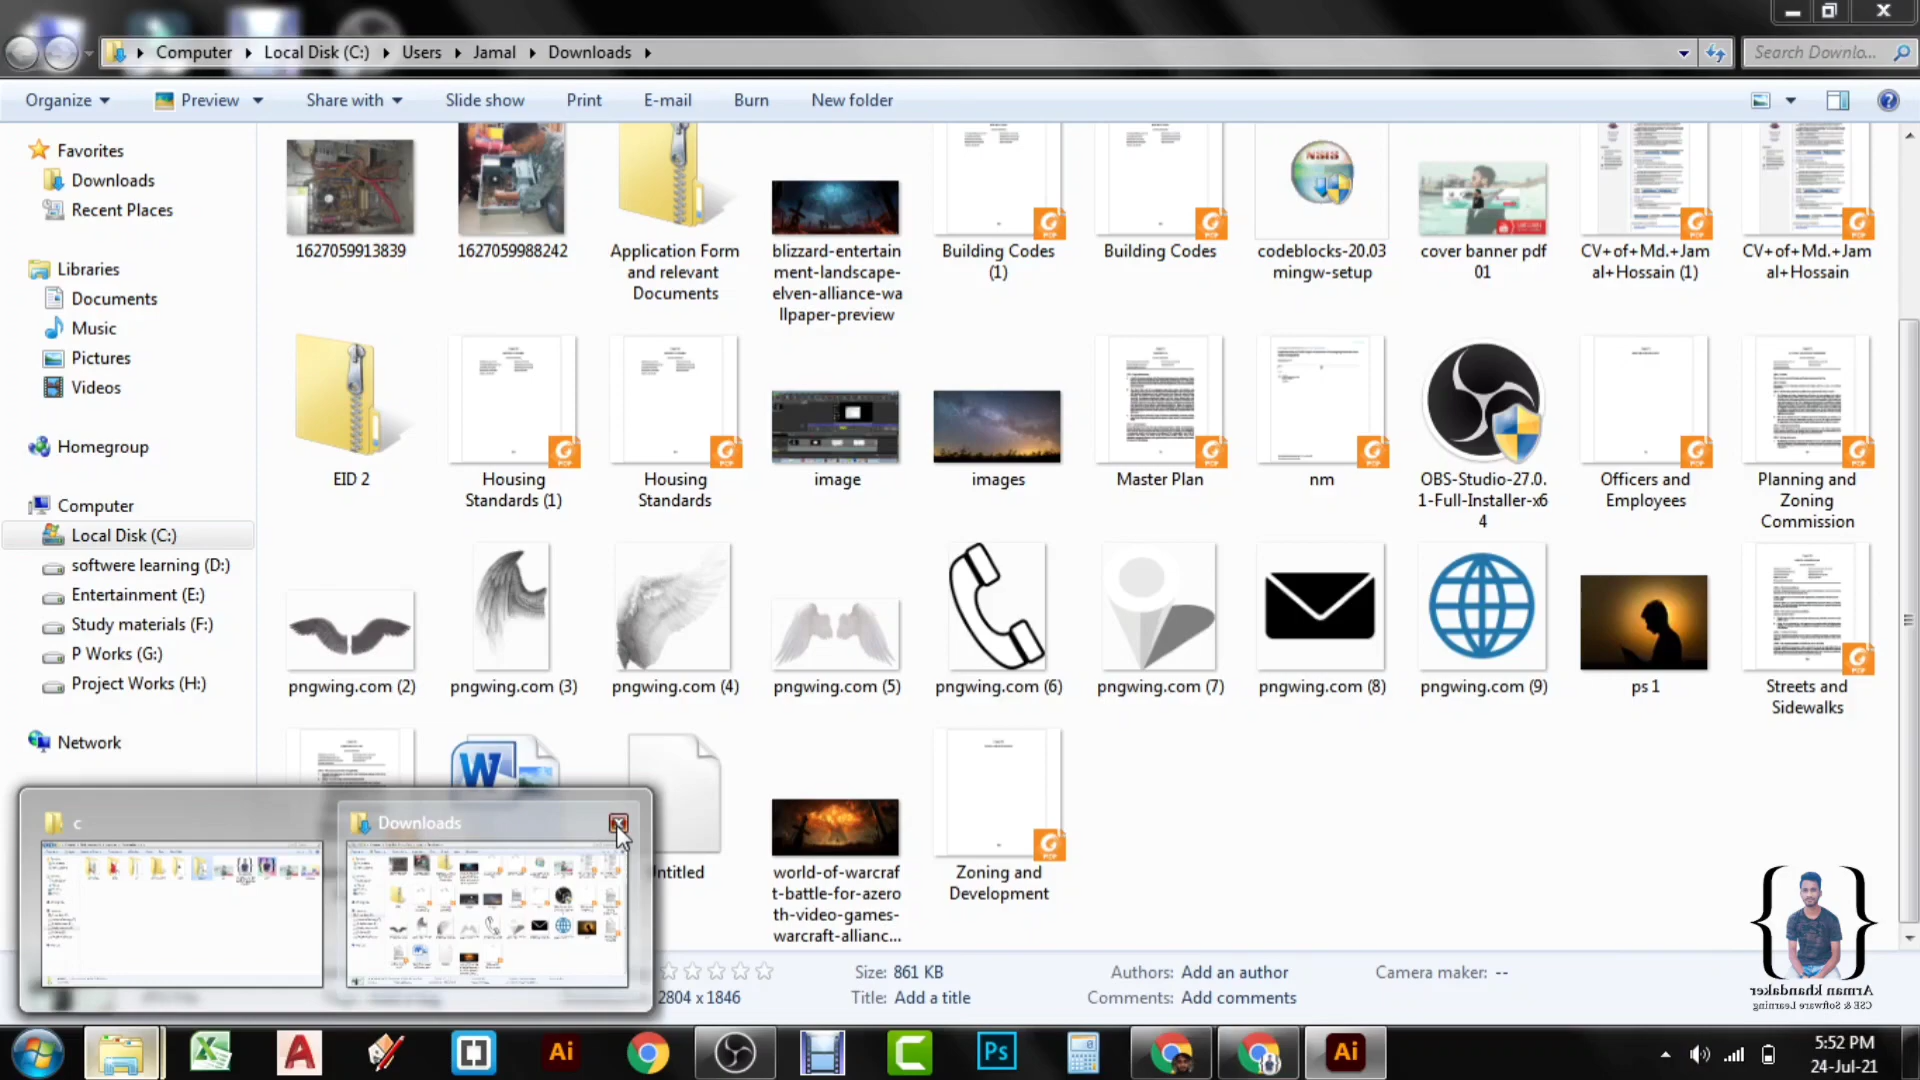 Computer
Local Disk (C:)
Users
Jamal
Downloads
Search Downlo...
Organize
Preview
Share with
Slide show
Print
E-mail
Burn
New folder
Favorites
Downloads
Recent Places
Libraries
Documents
Music
Pictures
Videos
Homegroup
Computer
Local Disk (C:)
softwere learning (D:)
Entertainment (E:)
Study materials (F:)
P Works (G:)
Project Works (H:)
Network
1627059913839
1627059988242
Application Form
and relevant
Documents
blizzard-entertain
ment-landscape-
elven-alliance-wa
llpaper-preview
Building Codes
(1)
Building Codes
NSIS
codeblocks-20.03
mingw-setup
cover banner pdf
01
CV+of+Md.+Jam
al+Hossain (1)
CV+of+Md.+Jam
al+Hossain
EID 2
Housing
Standards (1)
Housing
Standards
image
images
Master Plan
nm
OBS-Studio-27.0.
1-Full-Installer-x6
4
Officers and
Employees
Planning and
Zoning
Commission
pngwing.com (2)
pngwing.com (3)
pngwing.com (4)
pngwing.com (5)
pngwing.com (6)
pngwing.com (7)
pngwing.com (8)
pngwing.com (9)
ps 1
Streets and
Sidewalks
ntitled
world-of-warcraf
t-battle-for-azero
th-video-games-
warcraft-allianc...
Zoning and
Development
c
Downloads
2804 x 1846
Size: 861 KB
Title: Add a title
Authors: Add an author
Comments: Add comments
Camera maker: --
Arman khandaker
CSE & Software Learning
Ai
Ps
Ai
5:52 PM
24-Jul-21